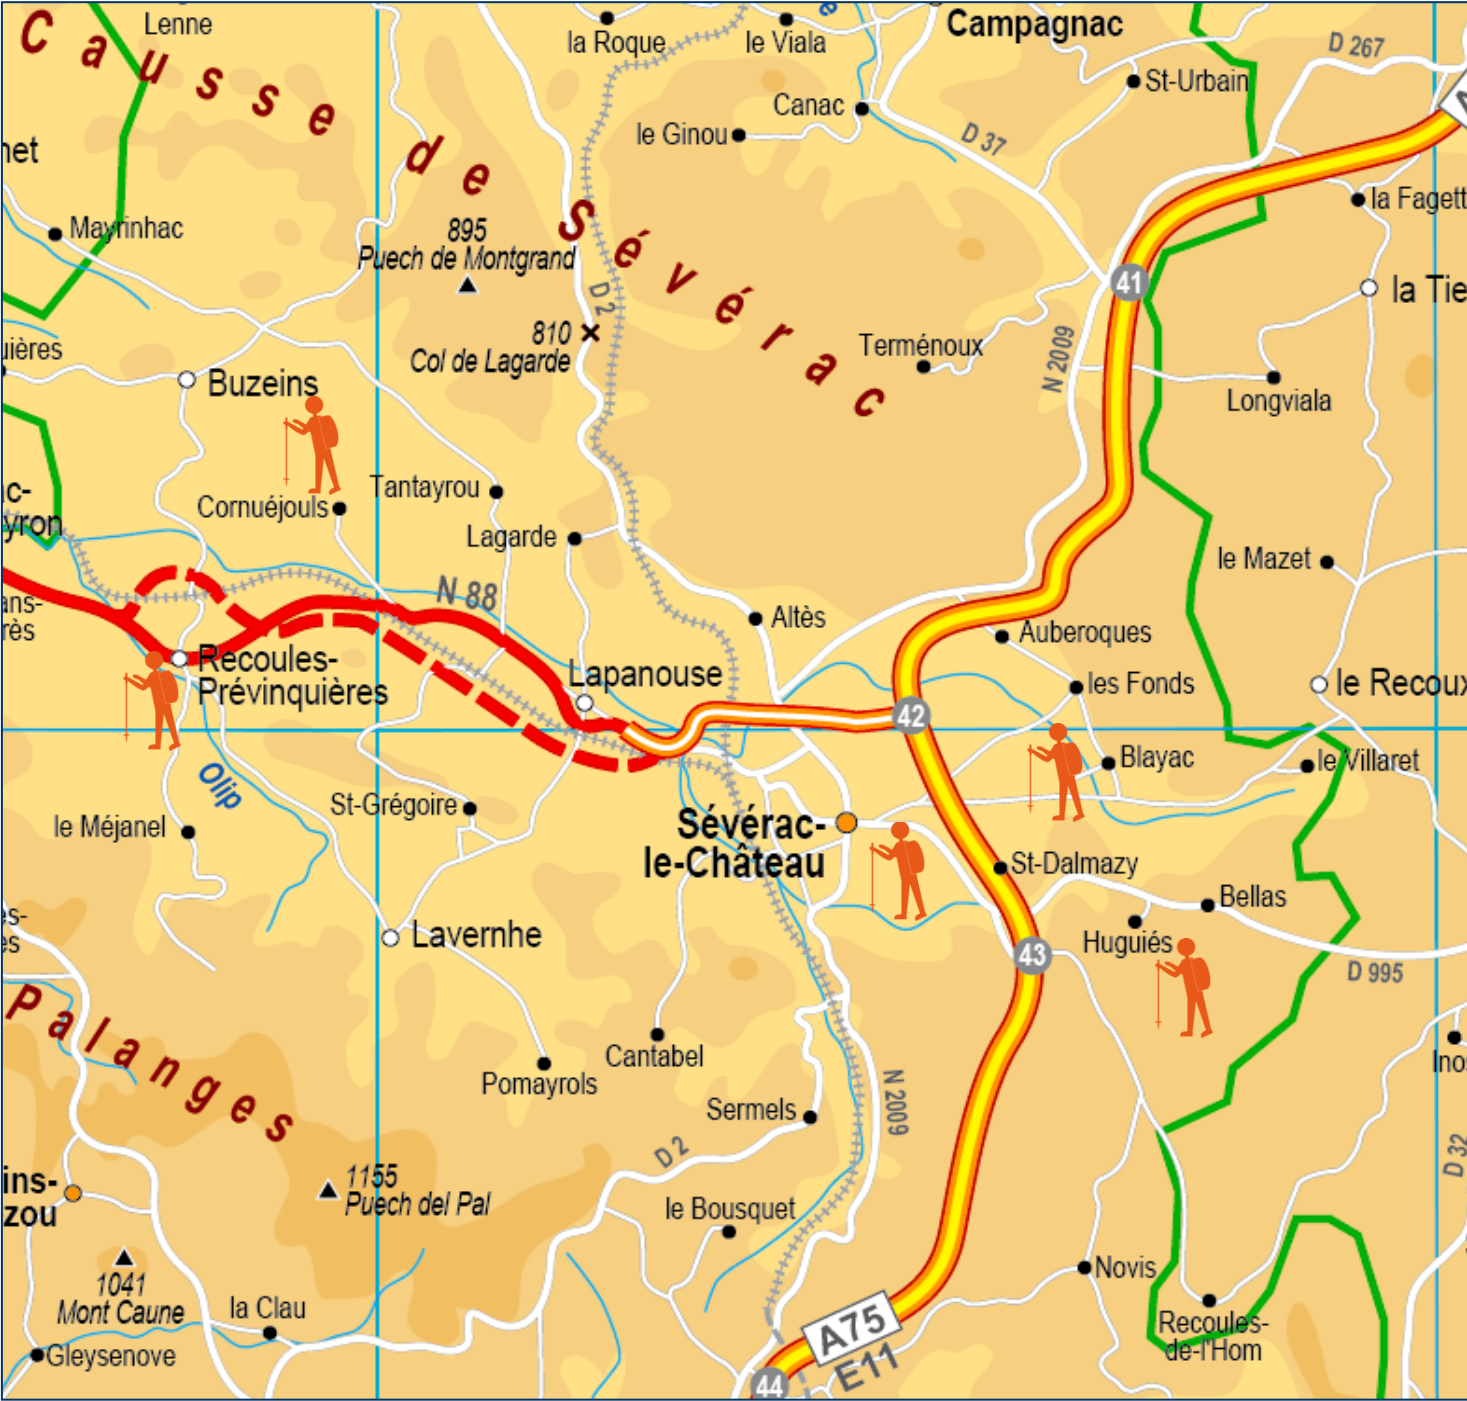 Causse de Sévérac
Lenne
la Roque
le Viala
Campagnac
D 267
St-Urbain
Canac
le Ginou
D 37
la Fagett
Mayrinhac
895
Puech de Montgrand
D 2
41
la Tie
810
Col de Lagarde
Terménoux
N 2009
Longviala
Buzeins
Cornuéjouls
Tantayrou
Lagarde
le Mazet
N 88
Altès
Auberoques
Recoules-
Prévinquières
Lapanouse
les Fonds
le Recoux
42
Blayac
le Villaret
Olip
St-Grégoire
le Méjanel
Sévérac-
le-Château
St-Dalmazy
Bellas
Huguiés
Lavernhe
43
D 995
Palanges
Cantabel
Pomayrols
Sermels
N 2009
D 2
D 32
1155
Puech del Pal
le Bousquet
ins-
zou
1041
Mont Caune
la Clau
Gleysenove
Novis
Recoules-
de-l'Hom
A75
E11
44